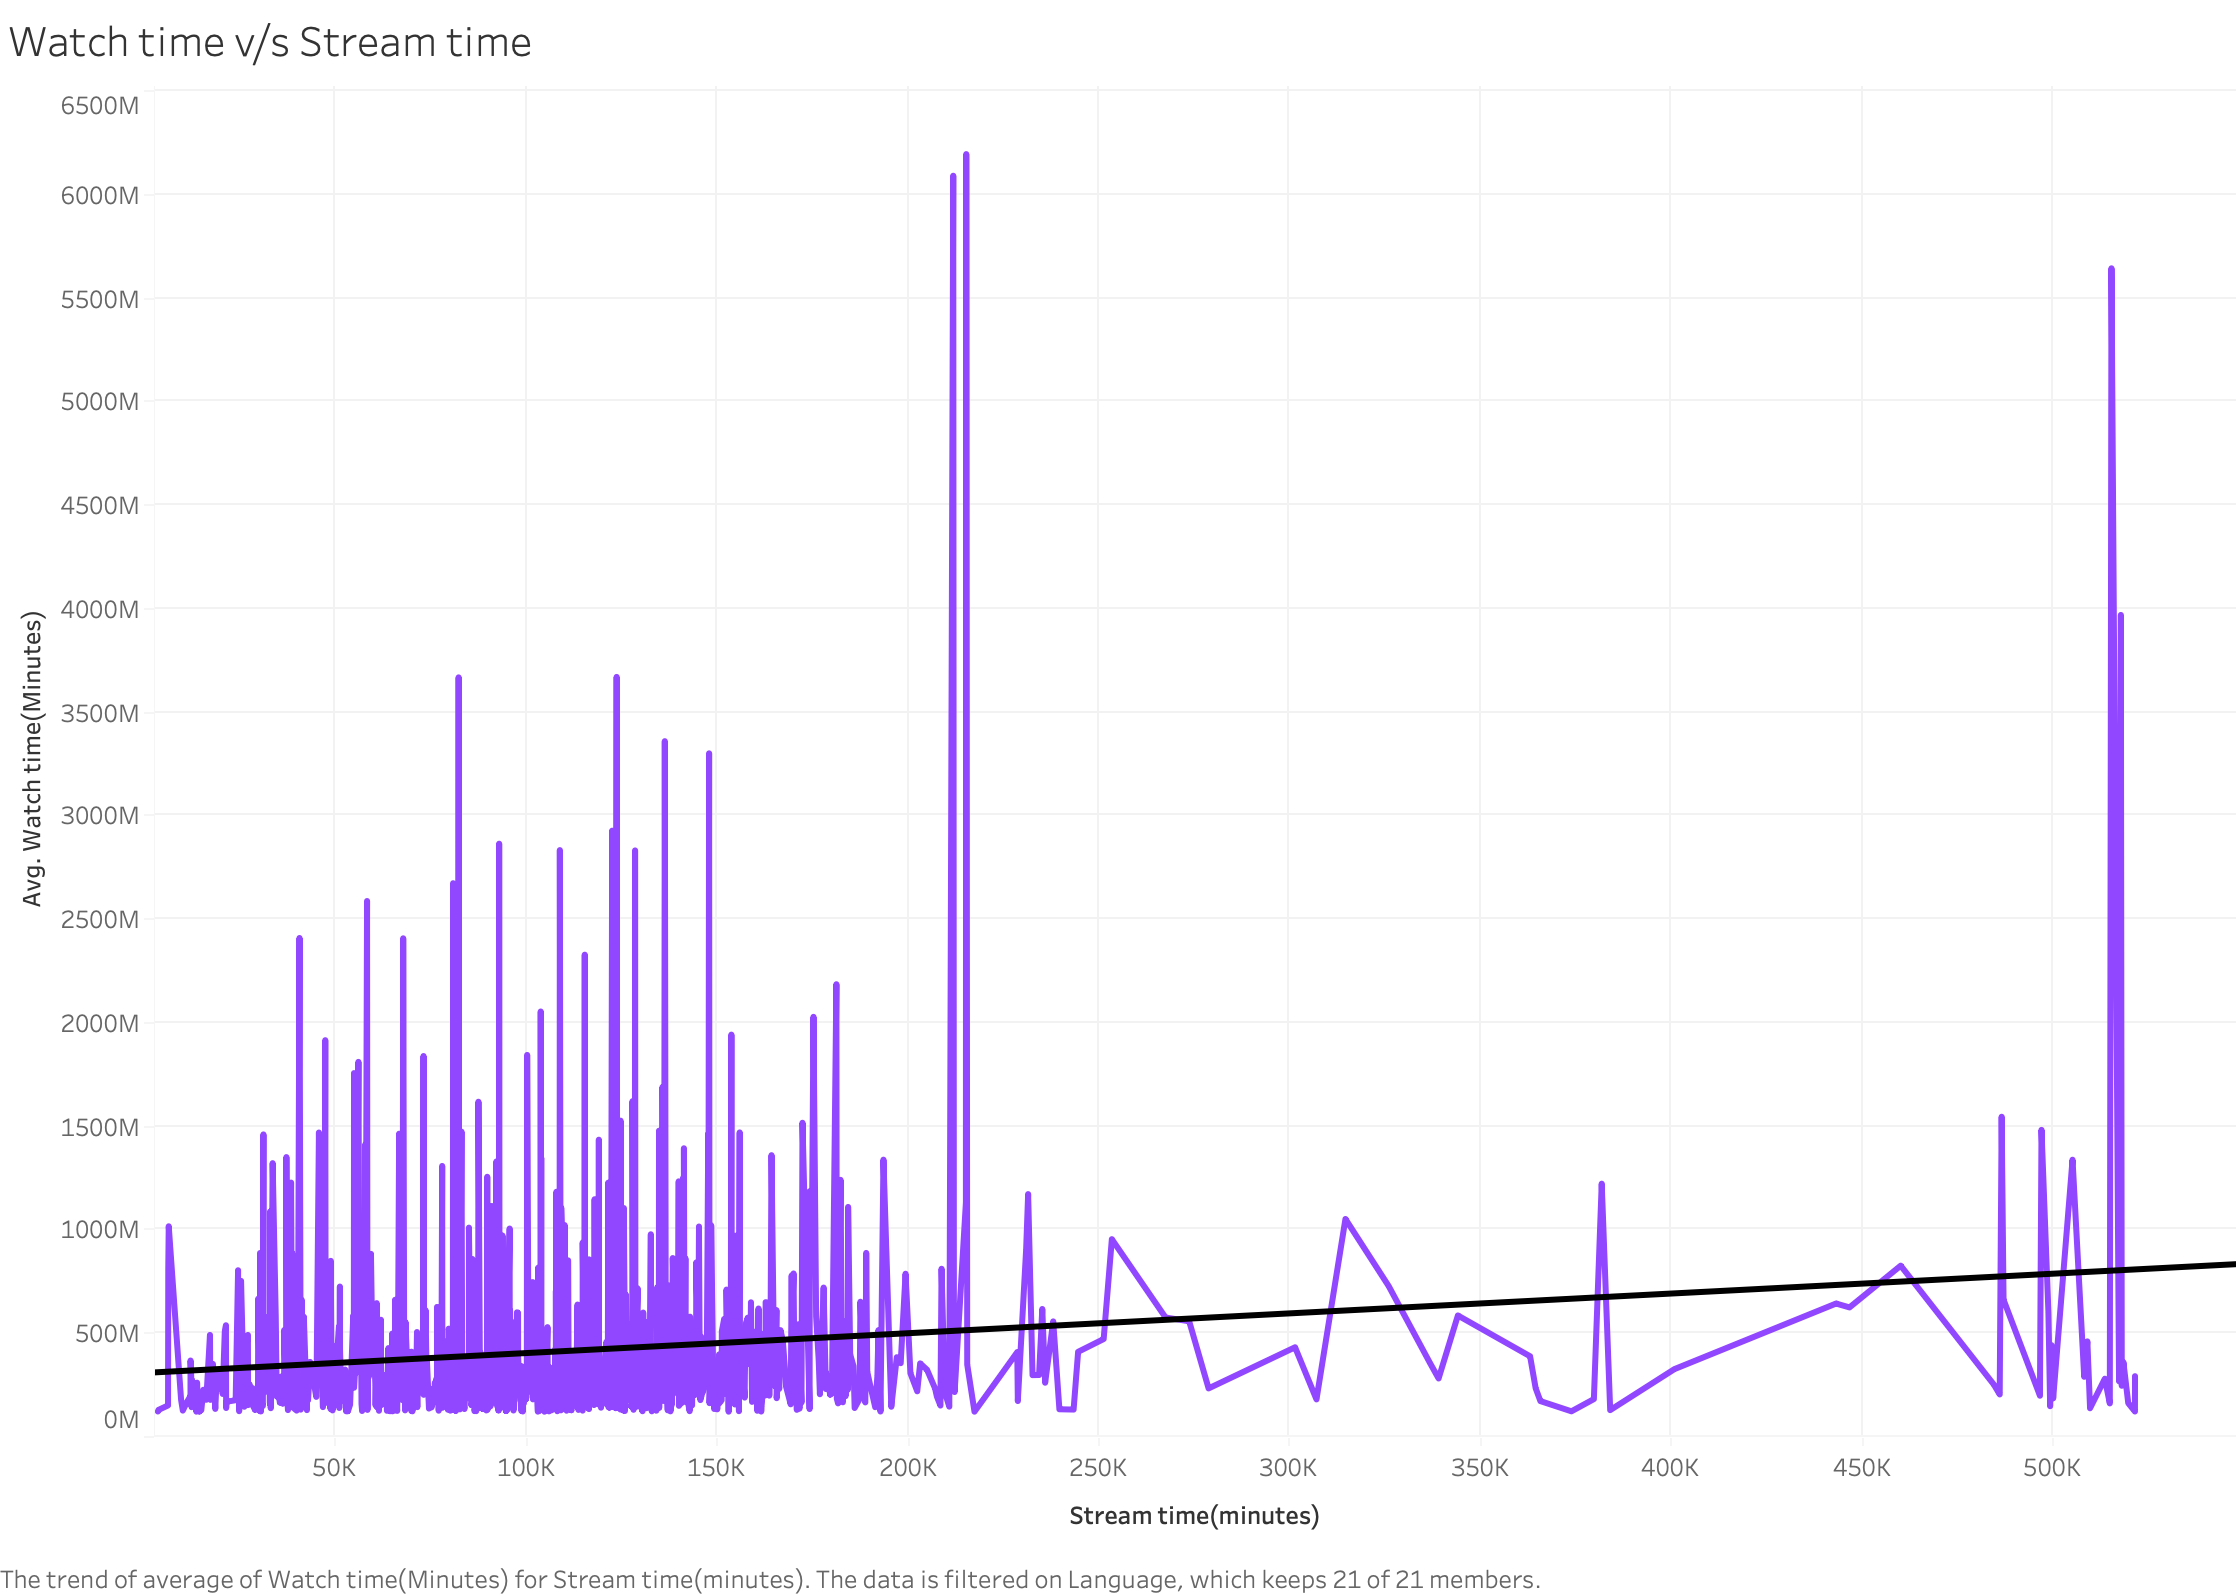 Watch time v/s Stream time
6500M
6000M
5500M
5000M
4500M
4000M
3500M
3000M
2500M
2000M
1500M
1000M
500M
0M
Avg. Watch time(Minutes)
50K 100K 150K 200K 250K 300K 350K 400K 450K 500K
Stream time(minutes)
The trend of average of Watch time(Minutes) for Stream time(minutes). The data is filtered on Language, which keeps 21 of 21 members.